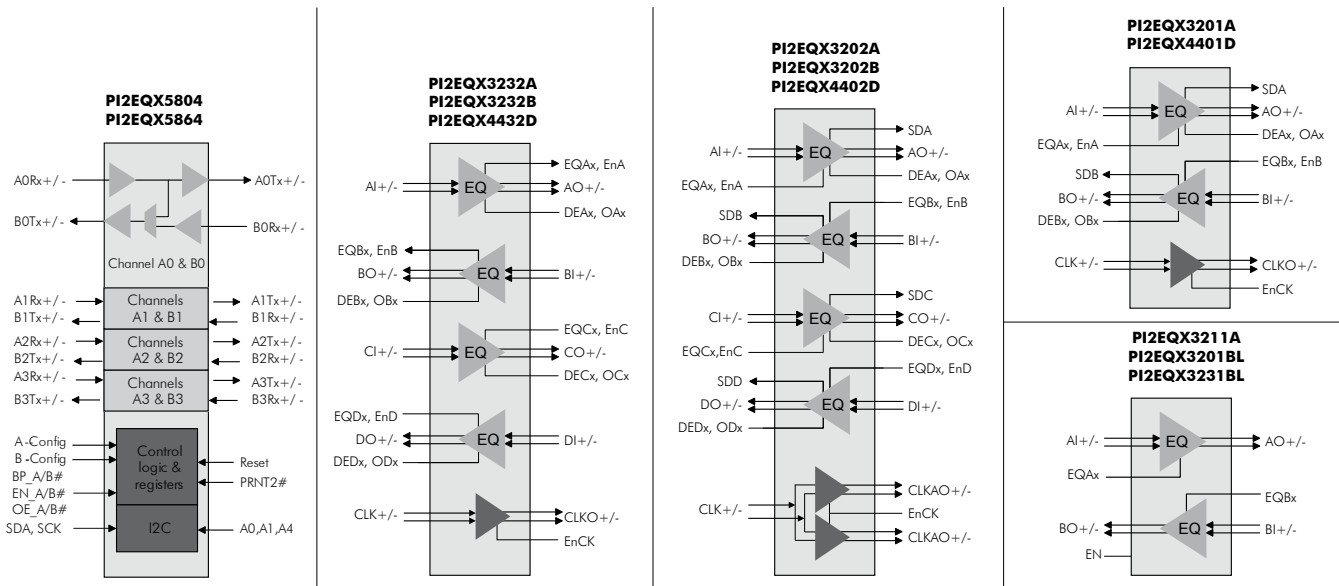 PI2EQX5804
PI2EQX5864
A0Rx+/-
A0Tx+/-
B0Tx+/-
B0Rx+/-
Channel A0 & B0
A1Rx+/-
Channels
A1Tx+/-
B1Tx+/-
A1 & B1
B1Rx+/-
A2Rx+/-
Channels
A2Tx+/-
B2Tx+/-
A2 & B2
B2Rx+/-
A3Rx+/-
Channels
A3Tx+/-
B3Tx+/-
A3 & B3
B3Rx+/-
A-Config
B-Config
BP_A/B#
EN_A/B#
OE_A/B#
SDA, SCK
Control
logic &
registers
I2C
Reset
PRNT2#
A0,A1,A4
PI2EQX3232A
PI2EQX3232B
PI2EQX4432D
EQAx, EnA
AI+/-
EQ
AO+/-
DEAx, OAx
EQBx, EnB
BO+/-
EQ
BI+/-
DEBx, OBx
EQCx, EnC
CI+/-
EQ
CO+/-
DECx, OCx
EQDx, EnD
DO+/-
EQ
DI+/-
DEDx, ODx
CLK+/-
CLKO+/-
EnCK
PI2EQX3202A
PI2EQX3202B
PI2EQX4402D
SDA
AI+/-
EQ
AO+/-
DEAx, OAx
EQAx, EnA
EQBx, EnB
SDB
BO+/-
EQ
BI+/-
DEBx, OBx
SDC
CI+/-
EQ
CO+/-
DECx, OCx
EQCx,EnC
EQDx, EnD
SDD
DO+/-
EQ
DI+/-
DEDx, ODx
CLKAO+/-
CLK+/-
EnCK
CLKAO+/-
PI2EQX3201A
PI2EQX4401D
SDA
AI+/-
EQ
AO+/-
DEAx, OAx
EQAx, EnA
EQBx, EnB
SDB
BO+/-
EQ
BI+/-
DEBx, OBx
CLK+/-
CLKO+/-
EnCK
PI2EQX3211A
PI2EQX3201BL
PI2EQX3231BL
AI+/-
EQ
AO+/-
EQAx
EQBx
BO+/-
EQ
BI+/-
EN